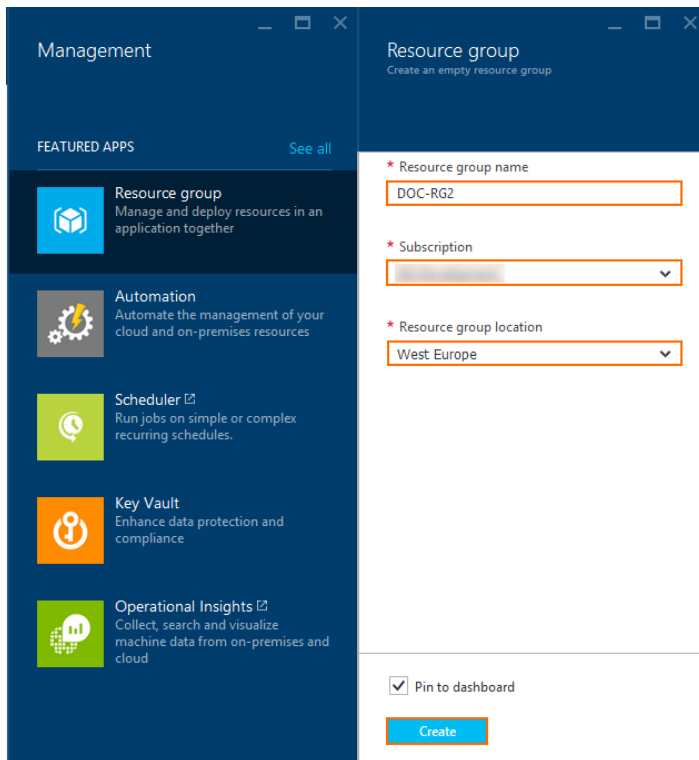 Management
FEATURED APPS
See all
Resource group
Manage and deploy resources in an
application together
Automation
Automate the management of your
cloud and on-premises resources
Scheduler
Run jobs on simple or complex
recurring schedules.
Key Vault
Enhance data protection and
compliance
Operational Insights
Collect, search and visualize
machine data from on-premises and
cloud
Resource group
Create an empty resource group
* Resource group name
DOC-RG2
* Subscription
* Resource group location
West Europe
Pin to dashboard
Create